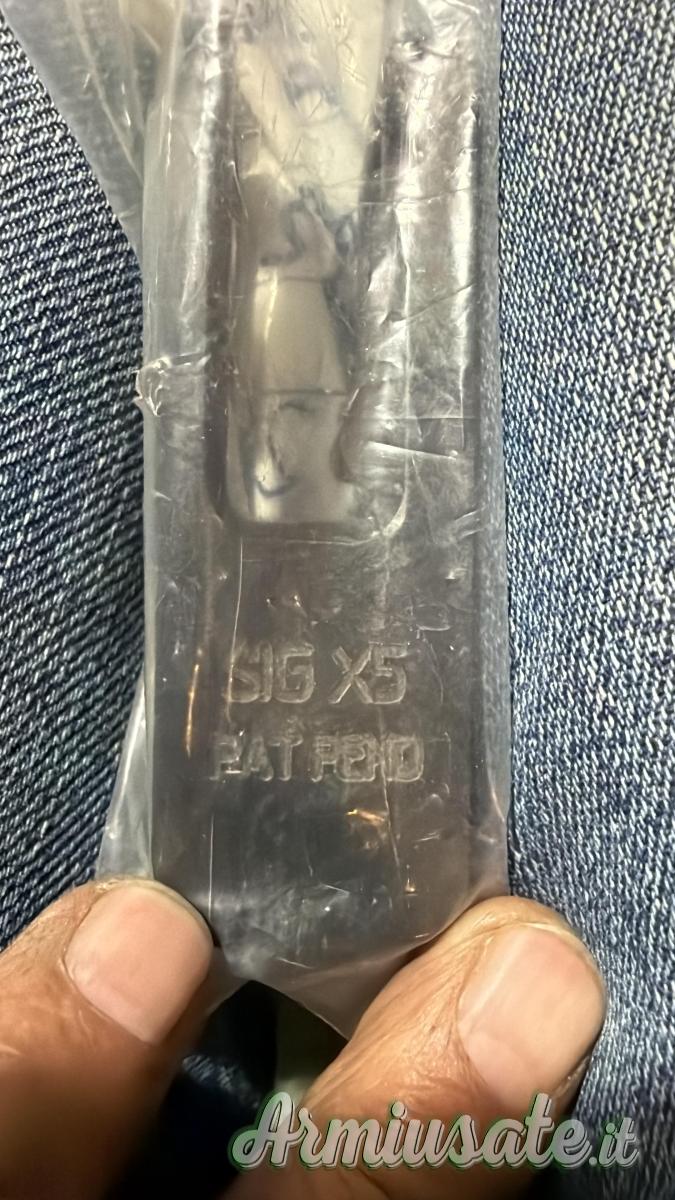 SIG X5
PAT PEND
Armiusate.it